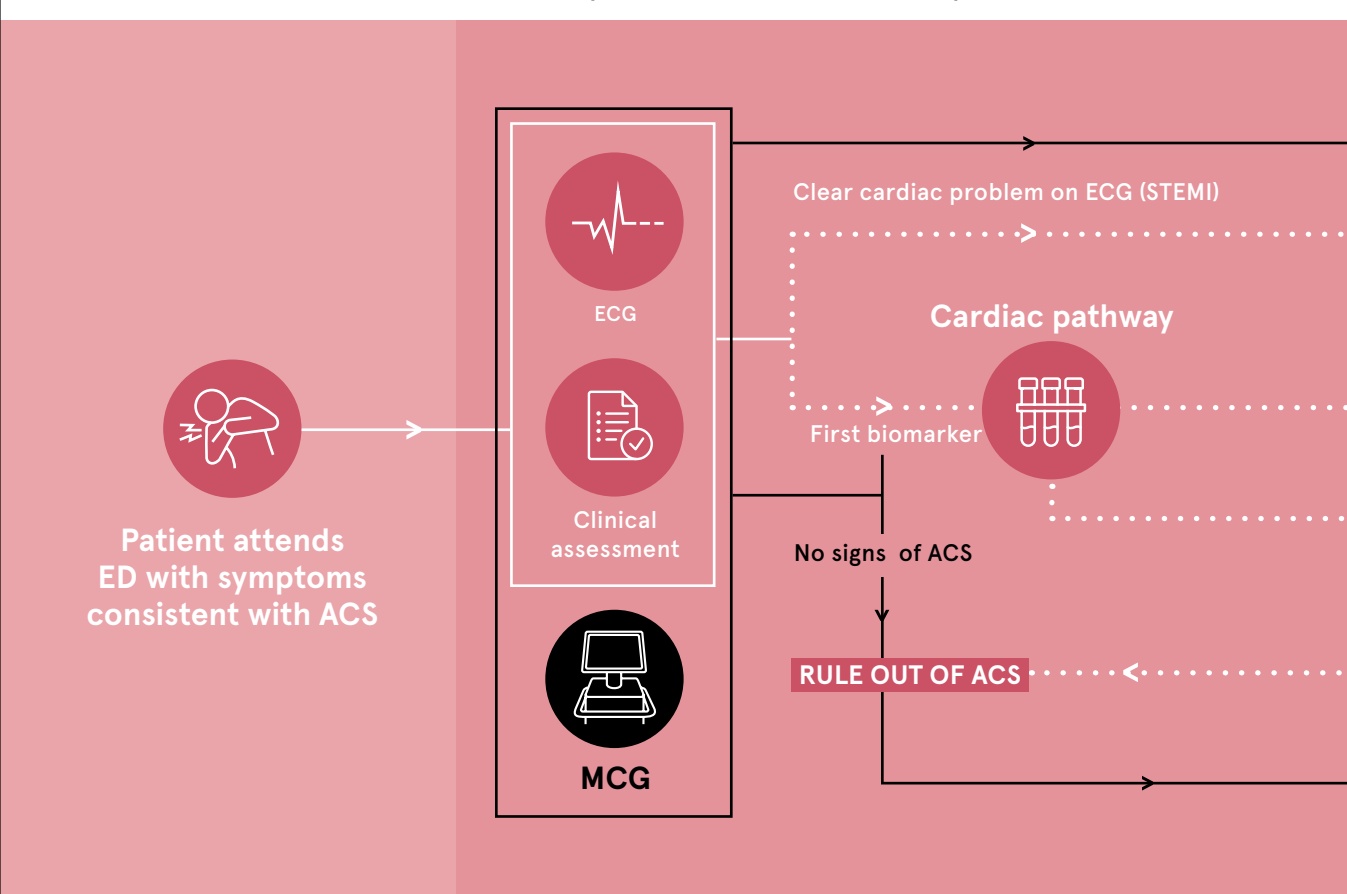 Patient attends
ED with symptoms
consistent with ACS
ECG
Clinical
assessment
MCG
Clear cardiac problem on ECG (STEMI)
Cardiac pathway
First biomarker
No signs of ACS
RULE OUT OF ACS